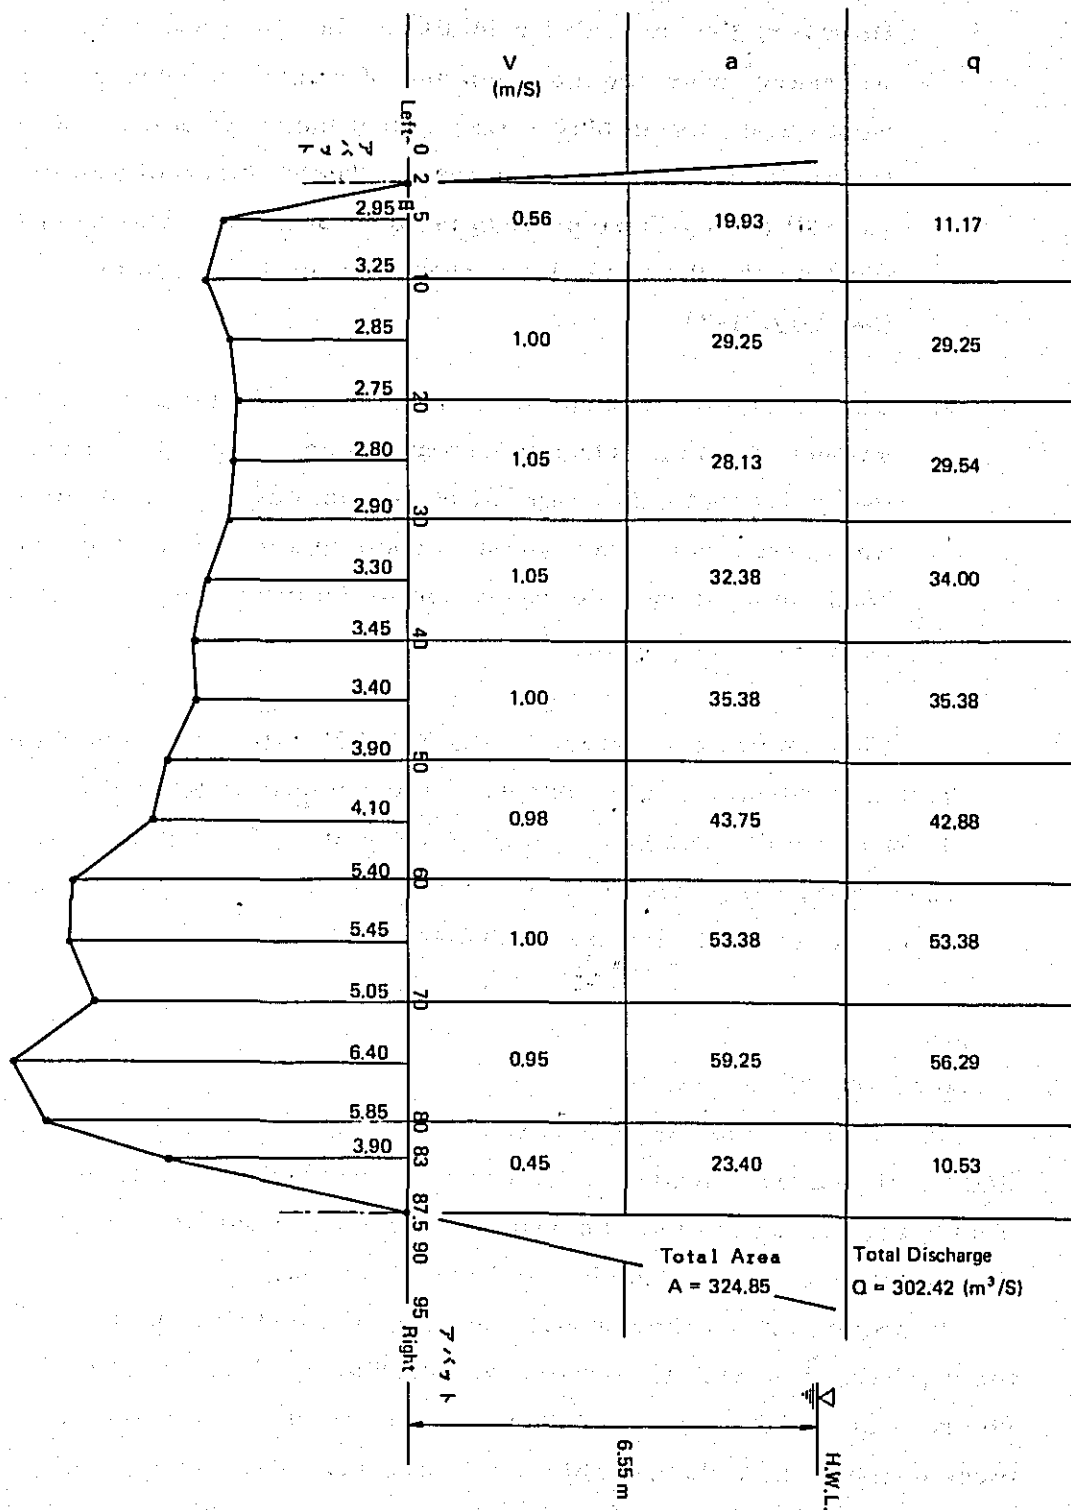 V a q
(m/S)
Left 0
アバット
2
2.95 5 0.56 19.93 11.17
3.25 10
2.85 1.00 29.25 29.25
2.75 20
2.80 1.05 28.13 29.54
2.90 30
3.30 1.05 32.38 34.00
3.45 40
3.40 1.00 35.38 35.38
3.90 50
4.10 0.98 43.75 42.88
5.40 60
5.45 1.00 53.38 53.38
5.05 70
6.40 0.95 59.25 56.29
5.85 80
3.90 83 0.45 23.40 10.53
87.5
90 Total Area Total Discharge
A = 324.85 Q = 302.42 (m³/S)
95 Right
アバット
H.W.L.
6.55 m